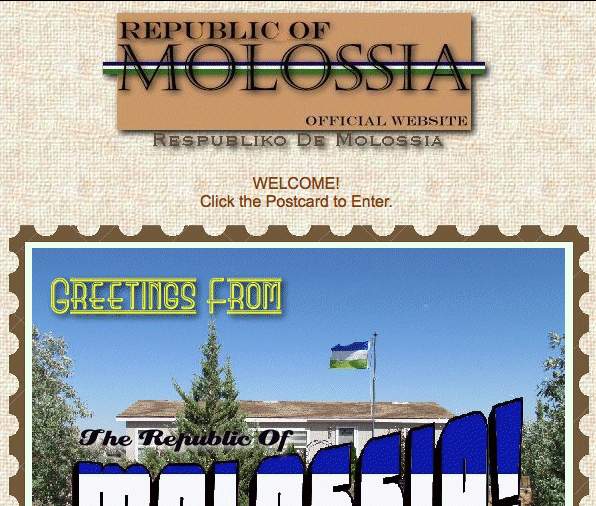 REPUBLIC OF
MOLOSSIA
OFFICIAL WEBSITE
RESPUBLIKO DE MOLOSSIA
WELCOME!
Click the Postcard to Enter.
GREETINGS FROM
The Republic Of
MOLOSSIA!